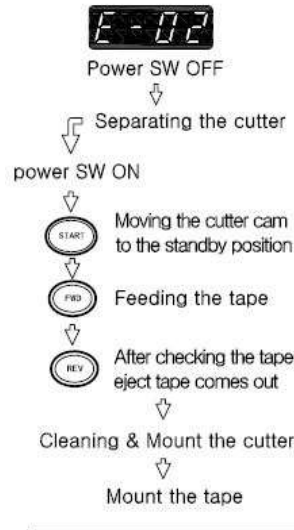 E-02
Power SW OFF
Separating the cutter
power SW ON
START
Moving the cutter cam
to the standby position
FWD
Feeding the tape
REV
After checking the tape
eject tape comes out
Cleaning & Mount the cutter
Mount the tape